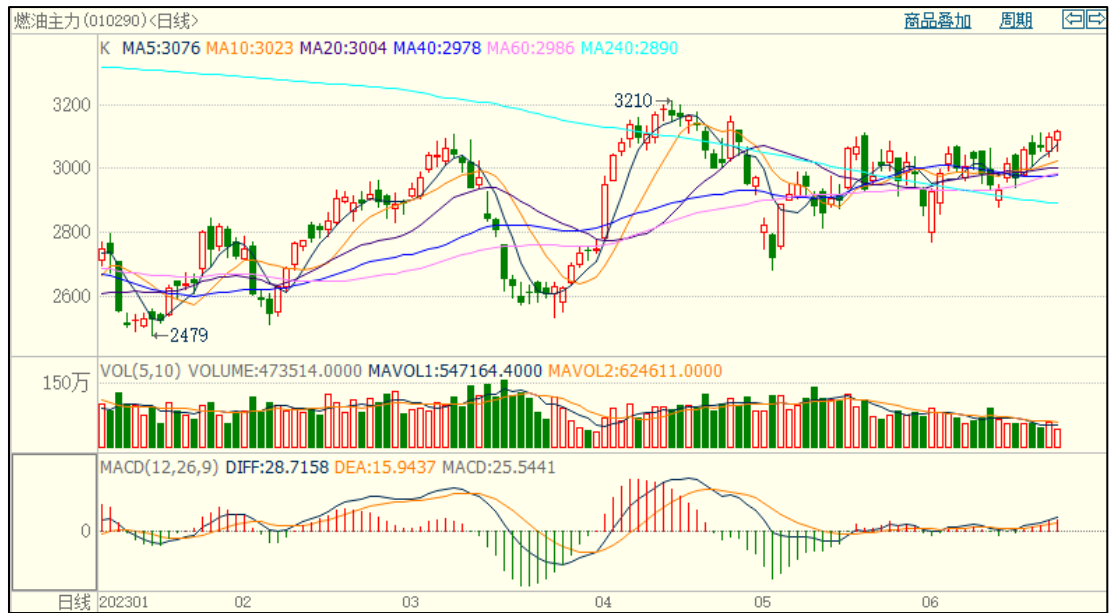 燃油主力(010290)<日线> 商品叠加 周期
K MA5:3076 MA10:3023 MA20:3004 MA40:2978 MA60:2986 MA240:2890
3210
3200
3000
2800
2600
2479
VOL(5,10) VOLUME:473514.0000 MAVOL1:547164.4000 MAVOL2:624611.0000
150万
MACD(12,26,9) DIFF:28.7158 DEA:15.9437 MACD:25.5441
0
日线 202301 02 03 04 05 06